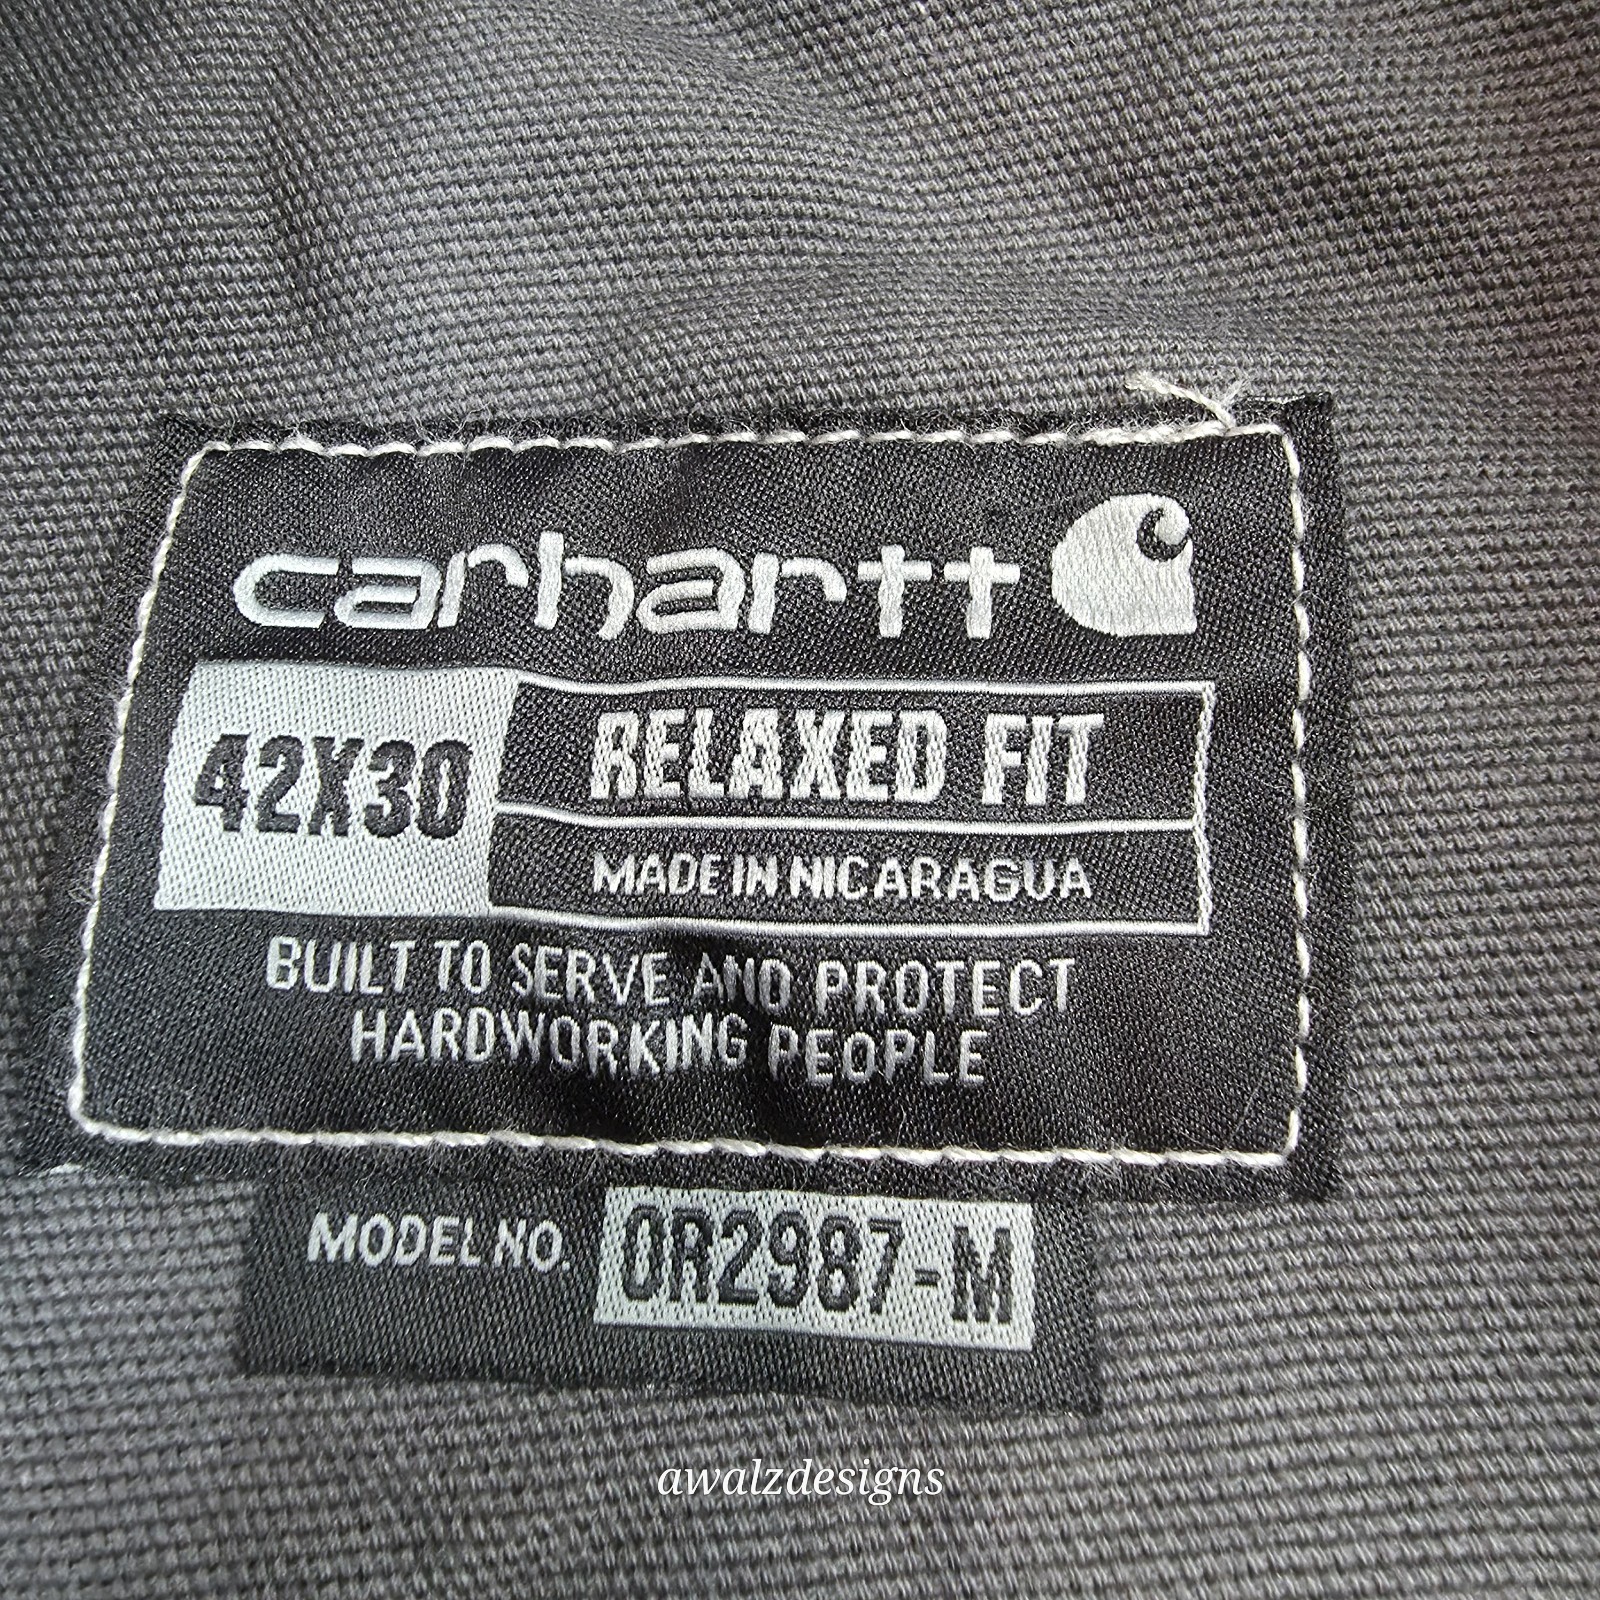 carhartt
42X30
RELAXED FIT
MADE IN NICARAGUA
BUILT TO SERVE AND PROTECT
HARDWORKING PEOPLE
MODEL NO. OR2987-M
awalzdesigns